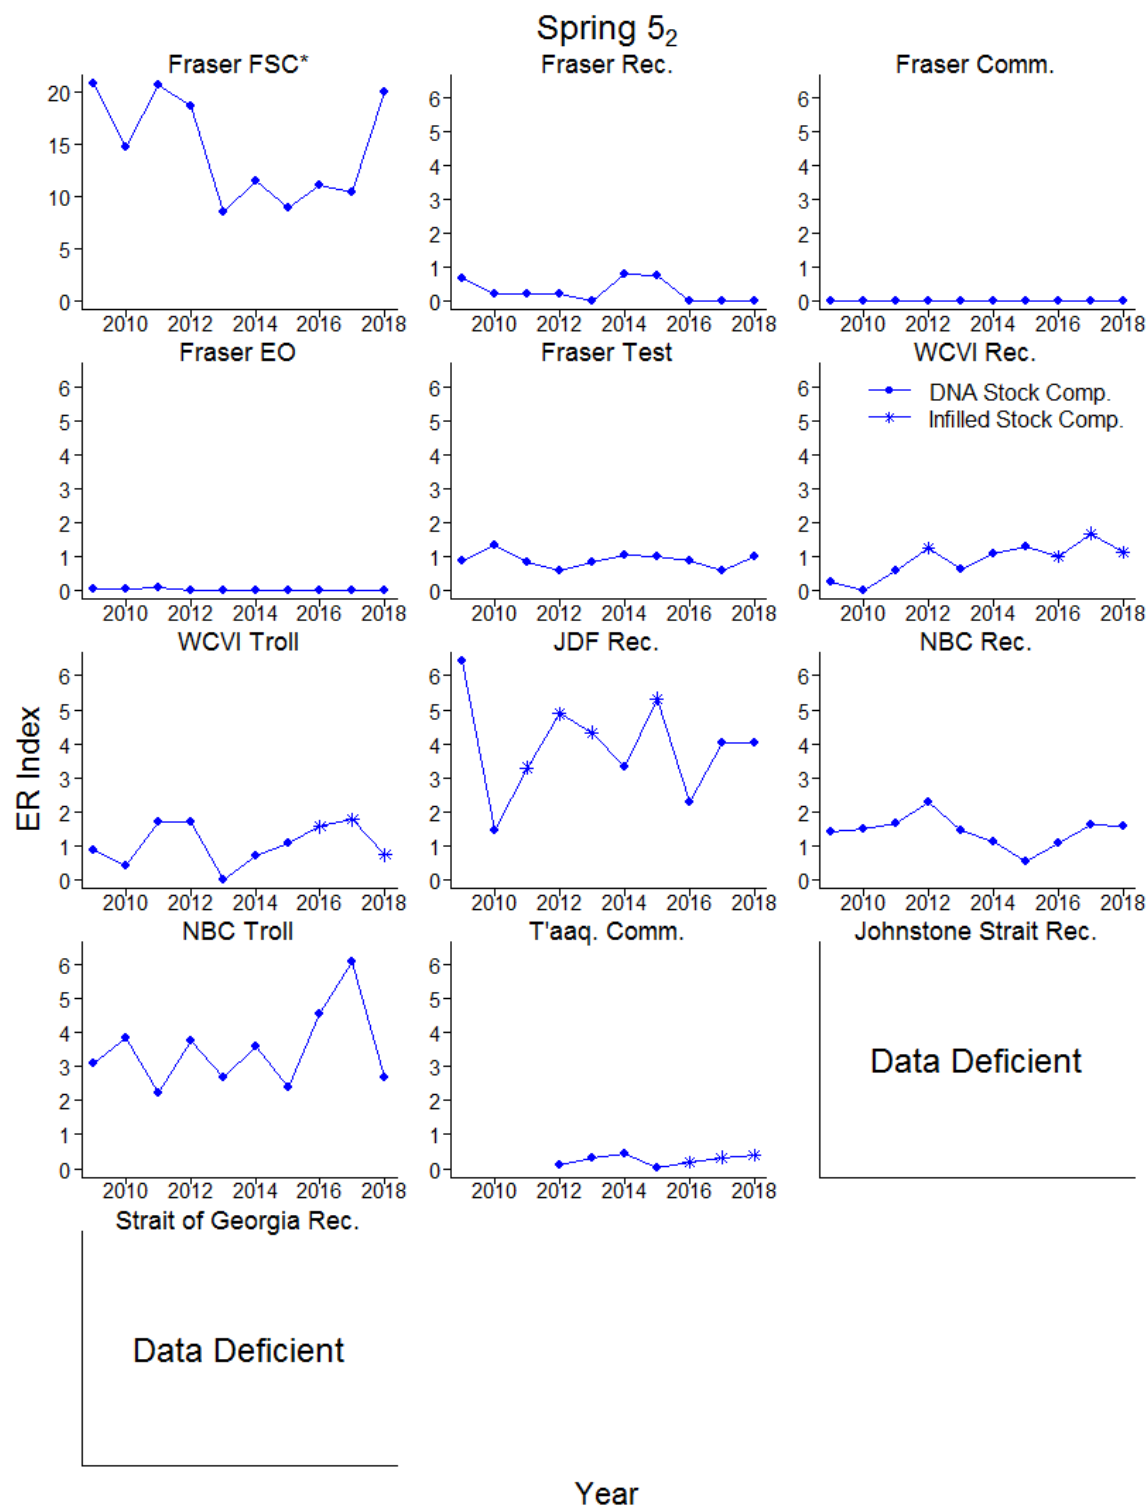 Spring 5₂
Fraser FSC* Fraser Rec. Fraser Comm.
20 15 10 5 0
6 5 4 3 2 1 0
6 5 4 3 2 1 0
2010 2012 2014 2016 2018 2010 2012 2014 2016 2018 2010 2012 2014 2016 2018
Fraser EO Fraser Test WCVI Rec.
6 5 4 3 2 1 0
6 5 4 3 2 1 0
6 5 4 3 2 1 0
DNA Stock Comp.
Infilled Stock Comp.
2010 2012 2014 2016 2018 2010 2012 2014 2016 2018 2010 2012 2014 2016 2018
WCVI Troll JDF Rec. NBC Rec.
ER Index
6 5 4 3 2 1 0
6 5 4 3 2 1 0
6 5 4 3 2 1 0
2010 2012 2014 2016 2018 2010 2012 2014 2016 2018 2010 2012 2014 2016 2018
NBC Troll T'aaq. Comm. Johnstone Strait Rec.
6 5 4 3 2 1 0
6 5 4 3 2 1 0
Data Deficient
2010 2012 2014 2016 2018 2010 2012 2014 2016 2018
Strait of Georgia Rec.
Data Deficient
Year